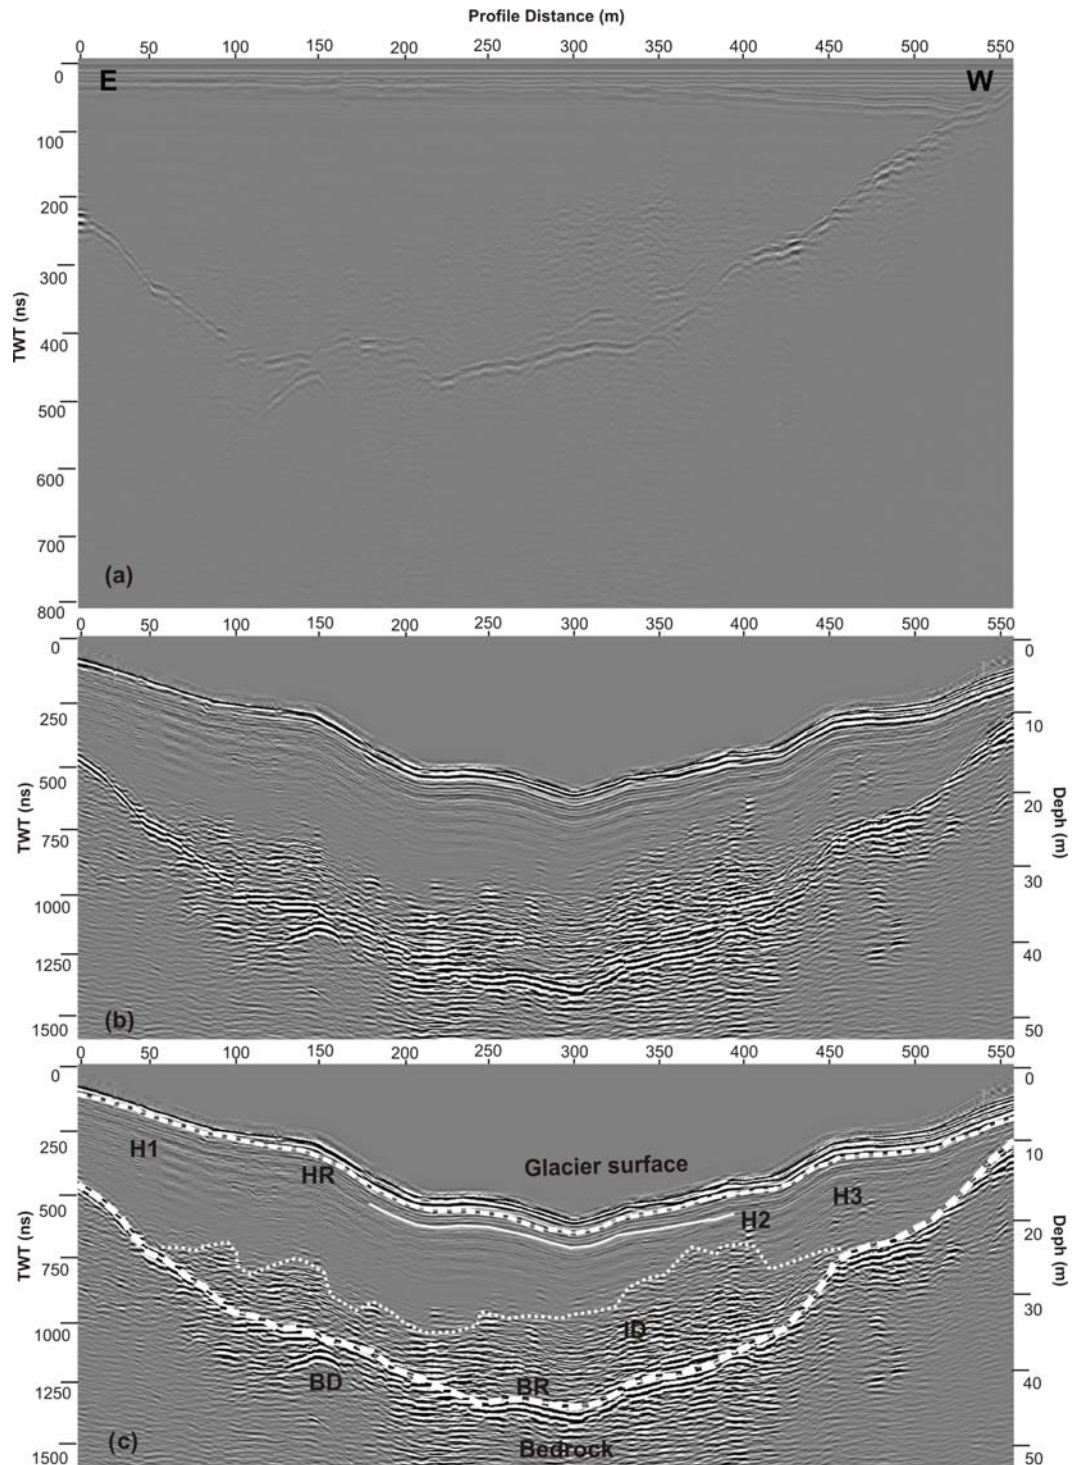 Profile Distance (m)
0 50 100 150 200 250 300 350 400 450 500 550
E W
0
100
200
300
400
500
600
700
800
TWT (ns)
(a)
0 50 100 150 200 250 300 350 400 450 500 550
0
250
500
750
1000
1250
1500
TWT (ns)
0
10
20
30
40
50
Deph (m)
(b)
0 50 100 150 200 250 300 350 400 450 500 550
0
250
500
750
1000
1250
1500
TWT (ns)
0
10
20
30
40
50
Deph (m)
H1
HR
Glacier surface
H3
H2
ID
BD
BR
Bedrock
(c)